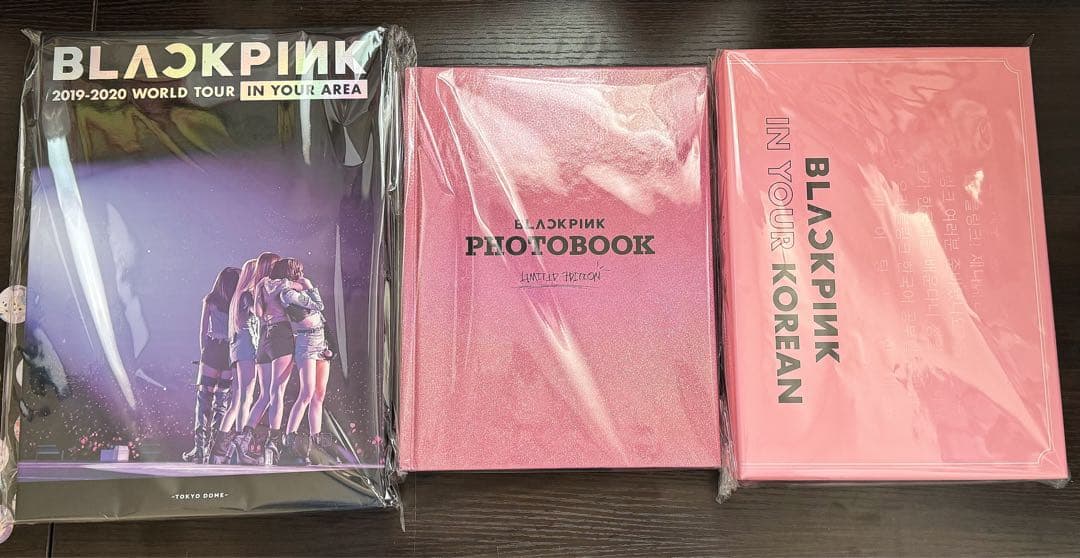 BLACKPINK
2019-2020 WORLD TOUR IN YOUR AREA
-TOKYO DOME-
BLACKPINK
PHOTOBOOK
LIMITED EDITION
BLACKPINK
IN YOUR KOREAN